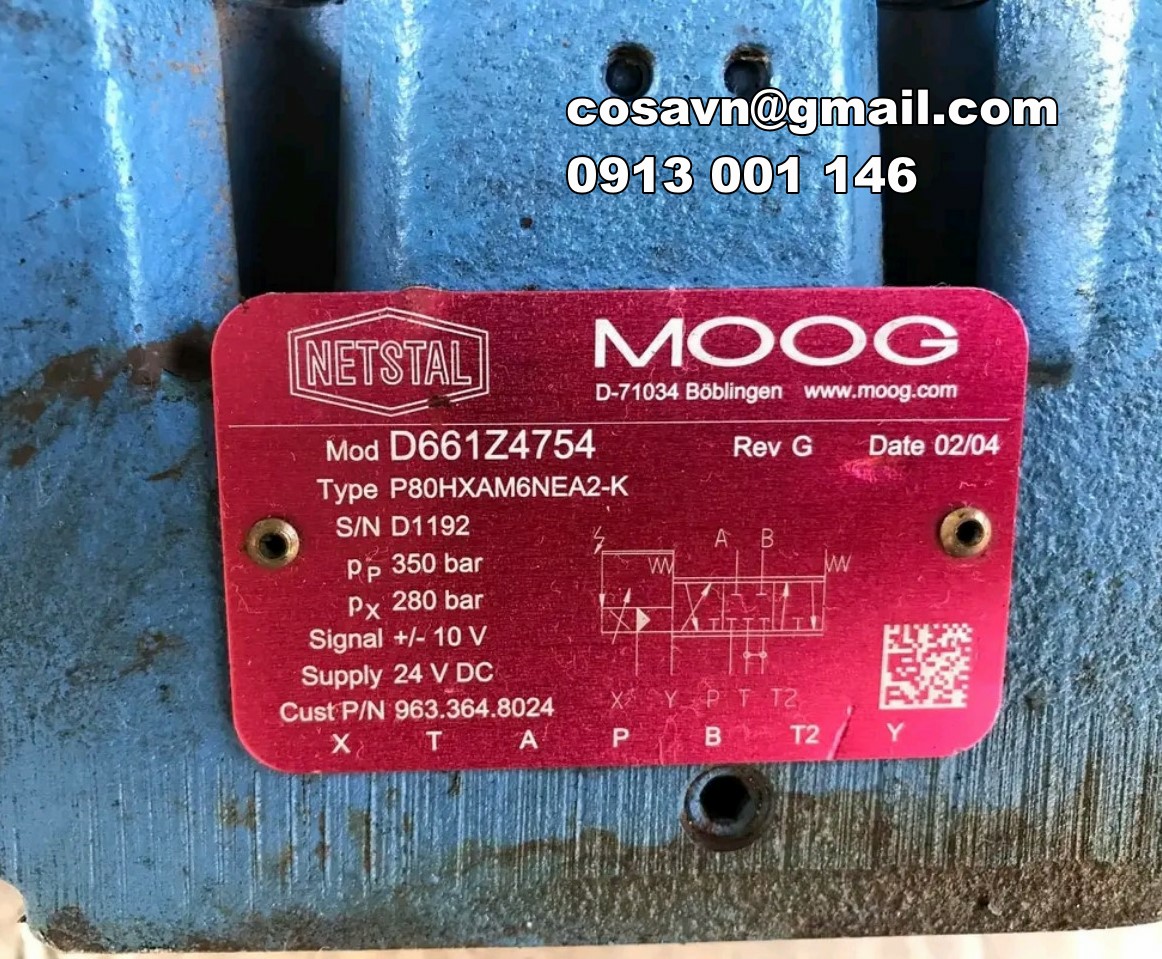 cosavn@gmail.com
0913 001 146
NETSTAL
MOOG
D-71034 Böblingen www.moog.com
Mod D661Z4754 Rev G Date 02/04
Type P80HXAM6NEA2-K
S/N D1192
pP 350 bar
pX 280 bar
Signal +/- 10 V
Supply 24 V DC
Cust P/N 963.364.8024
A B
X Y P T T2
X T A P B T2 Y